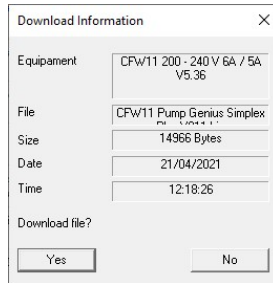 Download Information
Equipament
CFW11 200 - 240 V 6A / 5A
V5.36
File
CFW11 Pump Genius Simplex
Size
14966 Bytes
Date
21/04/2021
Time
12:18:26
Download file?
Yes
No